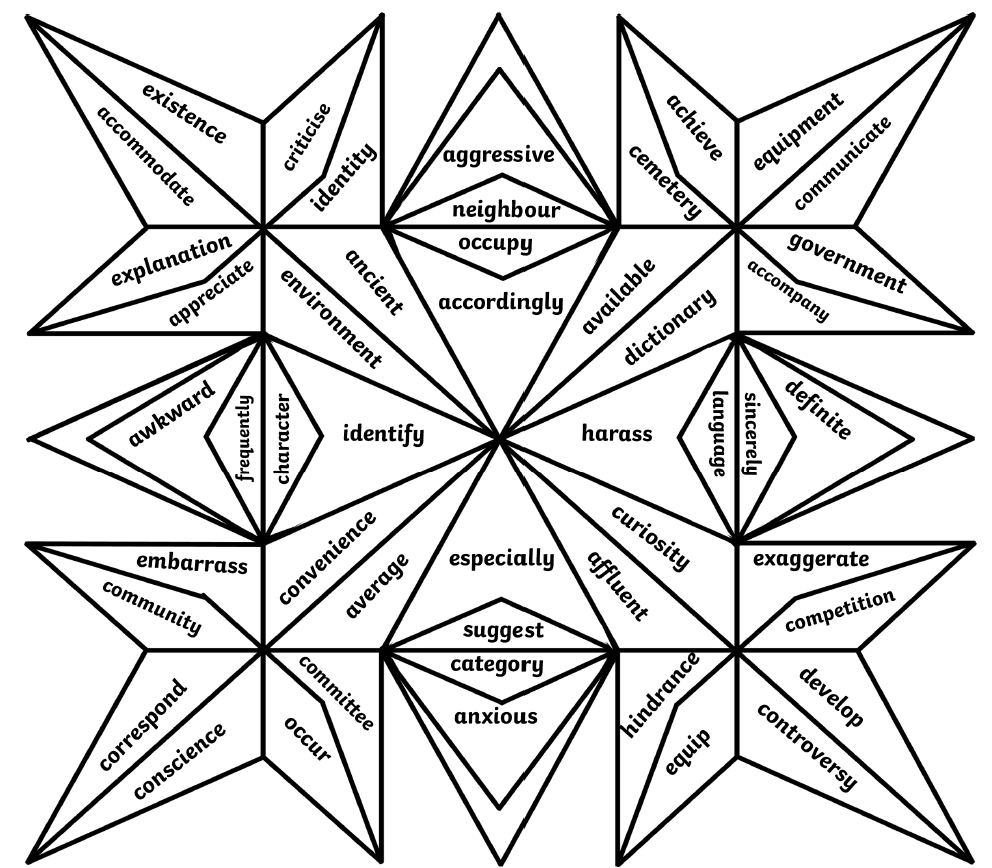 existence
accommodate
criticise
identity
aggressive
neighbour
occupy
accordingly
achieve
cemetery
equipment
communicate
explanation
appreciate
environment
ancient
available
dictionary
government
accompany
awkward
frequently
character
identify
harass
language
sincerely
definite
embarrass
community
convenience
average
especially
suggest
category
anxious
affluent
curiosity
exaggerate
competition
correspond
conscience
committee
occur
hindrance
equip
develop
controversy